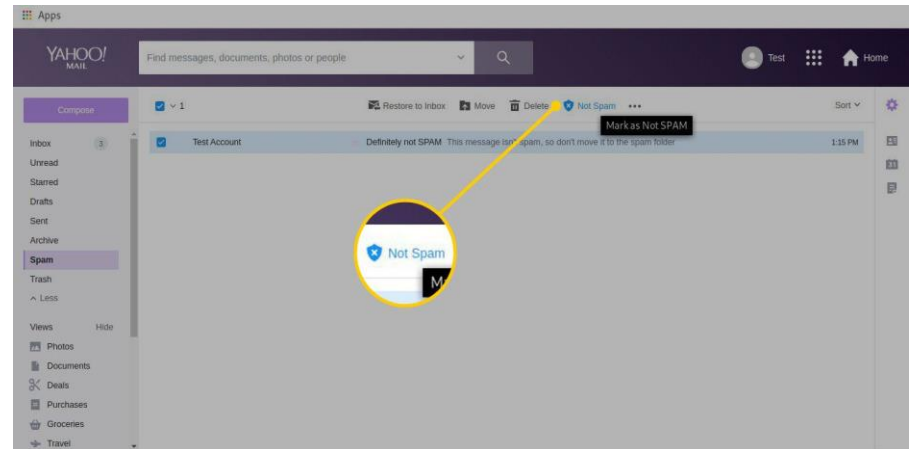 Apps
YAHOO!
MAIL
Find messages, documents, photos or people
Test
Home
Compose
1
Restore to Inbox Move Delete Not Spam •••
Sort
Mark as Not SPAM
Inbox 3
Test Account Definitely not SPAM This message isn't spam, so don't move it to the spam folder 1:15 PM
Unread
Starred
Drafts
Sent
Archive
Spam
Trash
Less
Not Spam
Views Hide
Photos
Documents
Deals
Purchases
Groceries
Travel